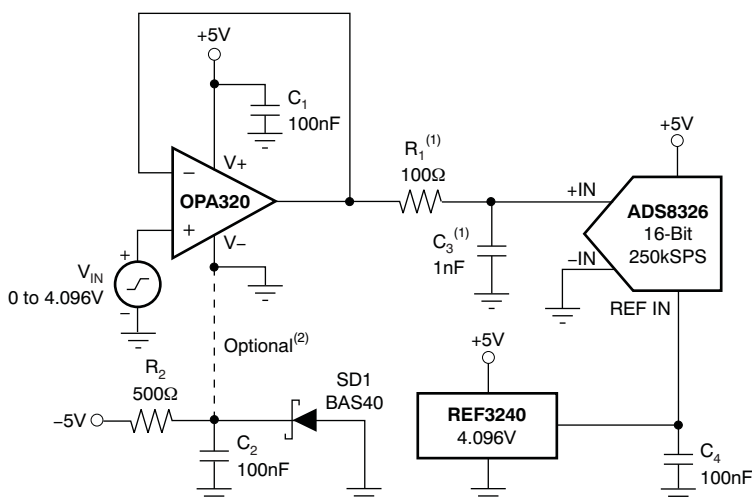 +5V
C1
100nF
V+
−
OPA320
+
V−
+
VIN
0 to 4.096V
−
R1(1)
100Ω
C3(1)
1nF
+5V
+IN
ADS8326
16-Bit
250kSPS
−IN
REF IN
Optional(2)
R2
500Ω
−5V
C2
100nF
SD1
BAS40
+5V
REF3240
4.096V
C4
100nF